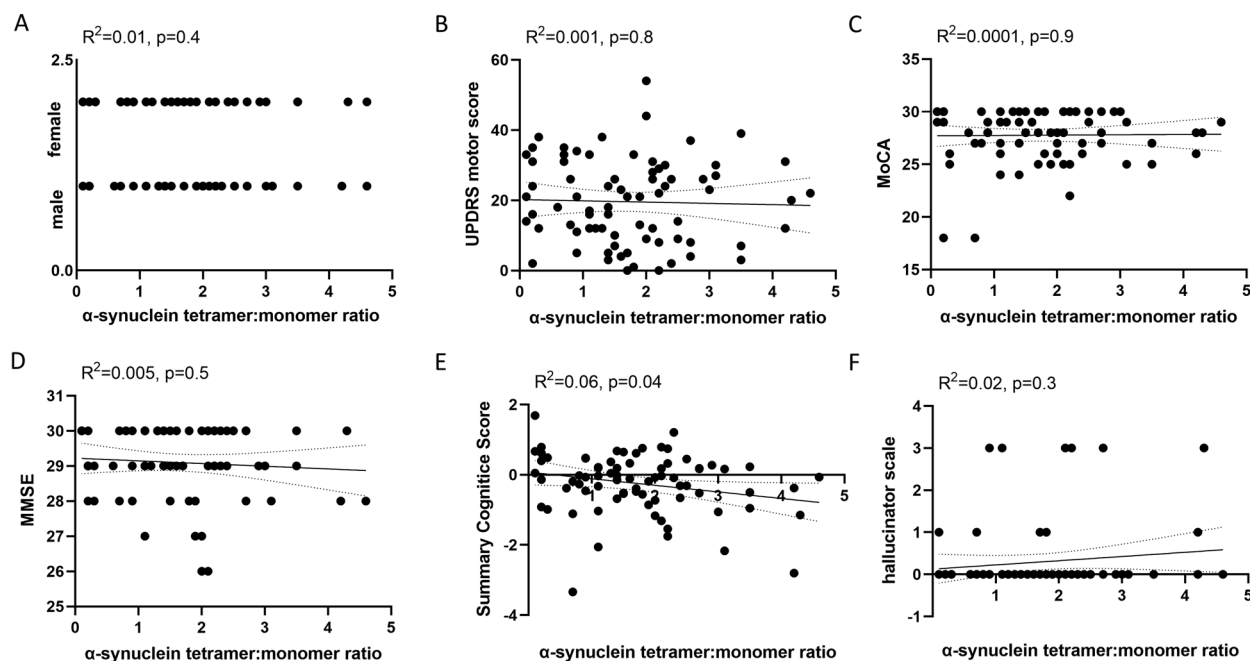 A
R²=0.01, p=0.4
2.5
female
male
0.0
0 1 2 3 4 5
α-synuclein tetramer:monomer ratio
B
R²=0.001, p=0.8
60
40
20
0
UPDRS motor score
0 1 2 3 4 5
α-synuclein tetramer:monomer ratio
C
R²=0.0001, p=0.9
35
30
25
20
15
MoCA
0 1 2 3 4 5
α-synuclein tetramer:monomer ratio
D
R²=0.005, p=0.5
31
30
29
28
27
26
25
MMSE
0 1 2 3 4 5
α-synuclein tetramer:monomer ratio
E
R²=0.06, p=0.04
2
0
-2
-4
Summary Cognitice Score
1 2 3 4 5
α-synuclein tetramer:monomer ratio
F
R²=0.02, p=0.3
4
3
2
1
0
-1
hallucinator scale
1 2 3 4 5
α-synuclein tetramer:monomer ratio